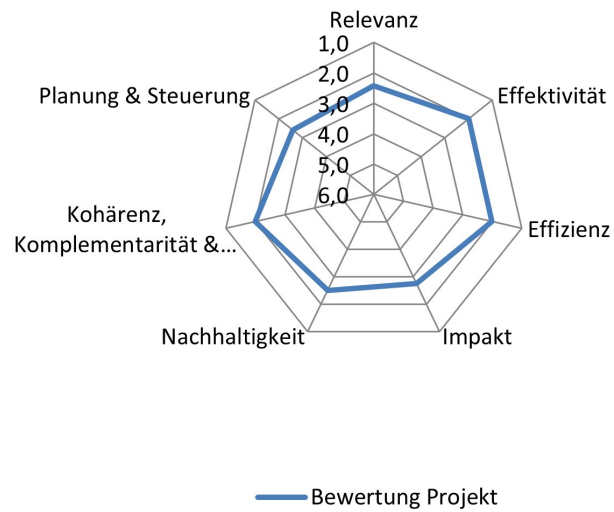 Relevanz
1,0
2,0
3,0
4,0
5,0
6,0
Effektivität
Effizienz
Impakt
Nachhaltigkeit
Kohärenz,
Komplementarität &...
Planung & Steuerung
Bewertung Projekt